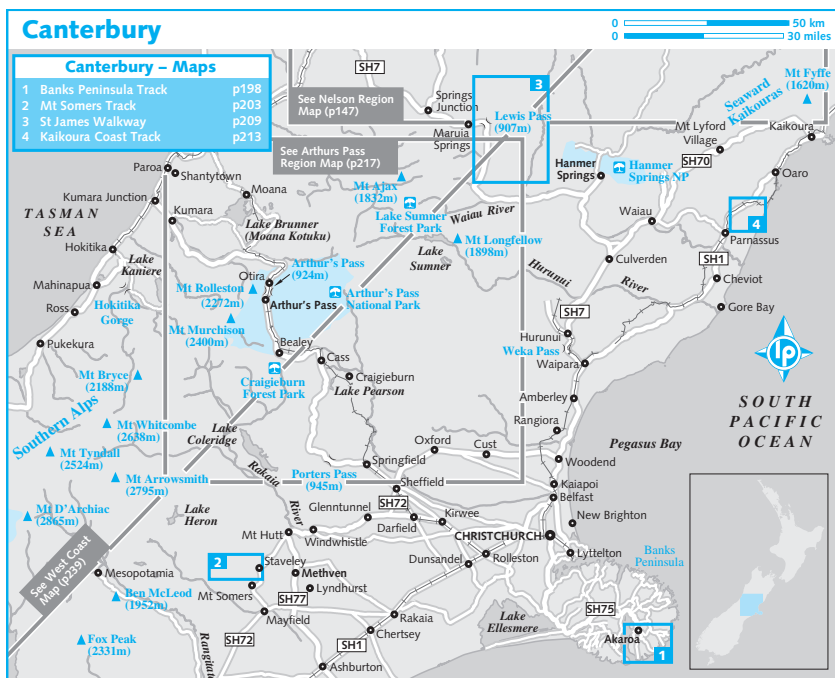 Canterbury
0 50 km
0 30 miles
Canterbury – Maps
1 Banks Peninsula Track p198
2 Mt Somers Track p203
3 St James Walkway p209
4 Kaikoura Coast Track p213
SH7
3
Mt Fyffe
(1620m)
Seaward
Kaikouras
See Nelson Region
Map (p147)
Springs
Junction
Lewis Pass
(907m)
Maruia
Springs
Mt Lyford
Village
Kaikoura
See Arthurs Pass
Region Map (p217)
SH70
Hanmer
Springs
Hanmer
Springs NP
Oaro
Paroa
Shantytown
Moana
Mt Ajax
(1832m)
Kumara Junction
Kumara
Lake Sumner
Forest Park
Waiau River
Waiau
4
TASMAN
SEA
Lake Brunner
(Moana Kotuku)
Mt Longfellow
(1898m)
Parnassus
Hokitika
Lake
Kaniere
Lake
Sumner
Culverden
SH1
Arthur's Pass
(924m)
Otira
Hurunui
River
Cheviot
Mahinapua
Mt Rolleston
(2272m)
Arthur's Pass
Arthur's Pass
National Park
Gore Bay
Ross
Hokitika
Gorge
SH7
Mt Murchison
(2400m)
Hurunui
Pukekura
Bealey
Cass
Weka Pass
Waipara
lp
Mt Bryce
(2188m)
Craigieburn
Forest Park
Craigieburn
Lake Pearson
Amberley
SOUTH
PACIFIC
OCEAN
Southern Alps
Mt Whitcombe
(2638m)
Lake
Coleridge
Rangiora
Oxford
Cust
Pegasus Bay
Mt Tyndall
(2524m)
Rakaia
River
Porters Pass
(945m)
Springfield
Woodend
Mt Arrowsmith
(2795m)
Sheffield
Kaiapoi
Belfast
Mt D'Archiac
(2865m)
Lake
Heron
SH72
Glenntunnel
Darfield
Kirwee
New Brighton
Mt Hutt
Windwhistle
CHRISTCHURCH
Lyttelton
Banks
Peninsula
See West Coast
Map (p239)
2
Staveley
Dunsandel
Rolleston
Mesopotamia
Methven
Lyndhurst
Mt Somers
Ben McLeod
(1952m)
SH77
SH75
Mayfield
Rakaia
Lake
Ellesmere
Akaroa
Fox Peak
(2331m)
SH72
Chertsey
SH1
1
Rangitata
Ashburton